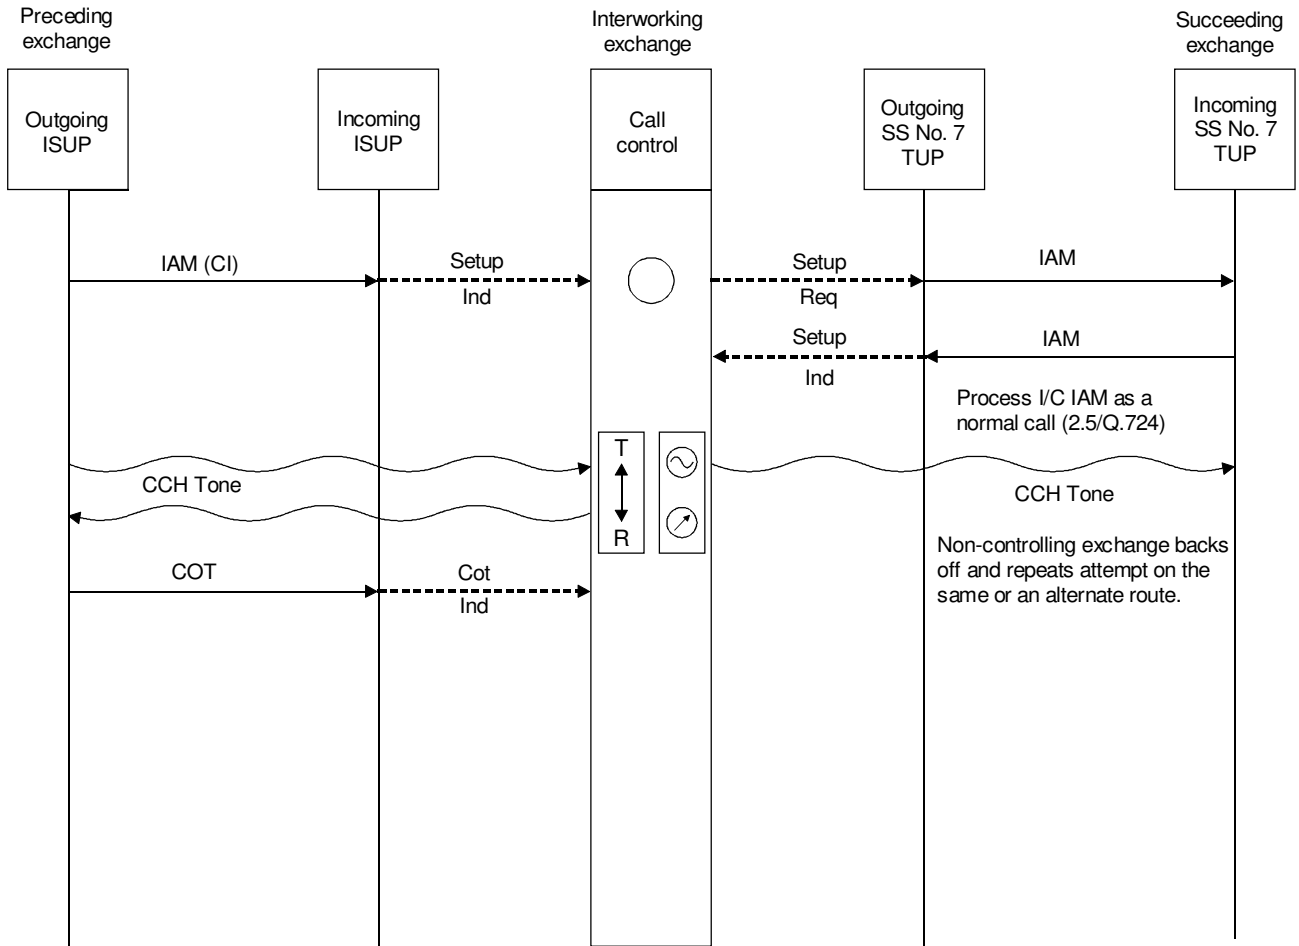 Preceding
exchange
Interworking
exchange
Succeeding
exchange
Outgoing
ISUP
Incoming
ISUP
Call
control
Outgoing
SS No. 7
TUP
Incoming
SS No. 7
TUP
IAM (CI)
Setup
Ind
Setup
Req
IAM
Setup
Ind
IAM
Process I/C IAM as a
normal call (2.5/Q.724)
T
R
CCH Tone
CCH Tone
Non-controlling exchange backs
off and repeats attempt on the
same or an alternate route.
COT
Cot
Ind